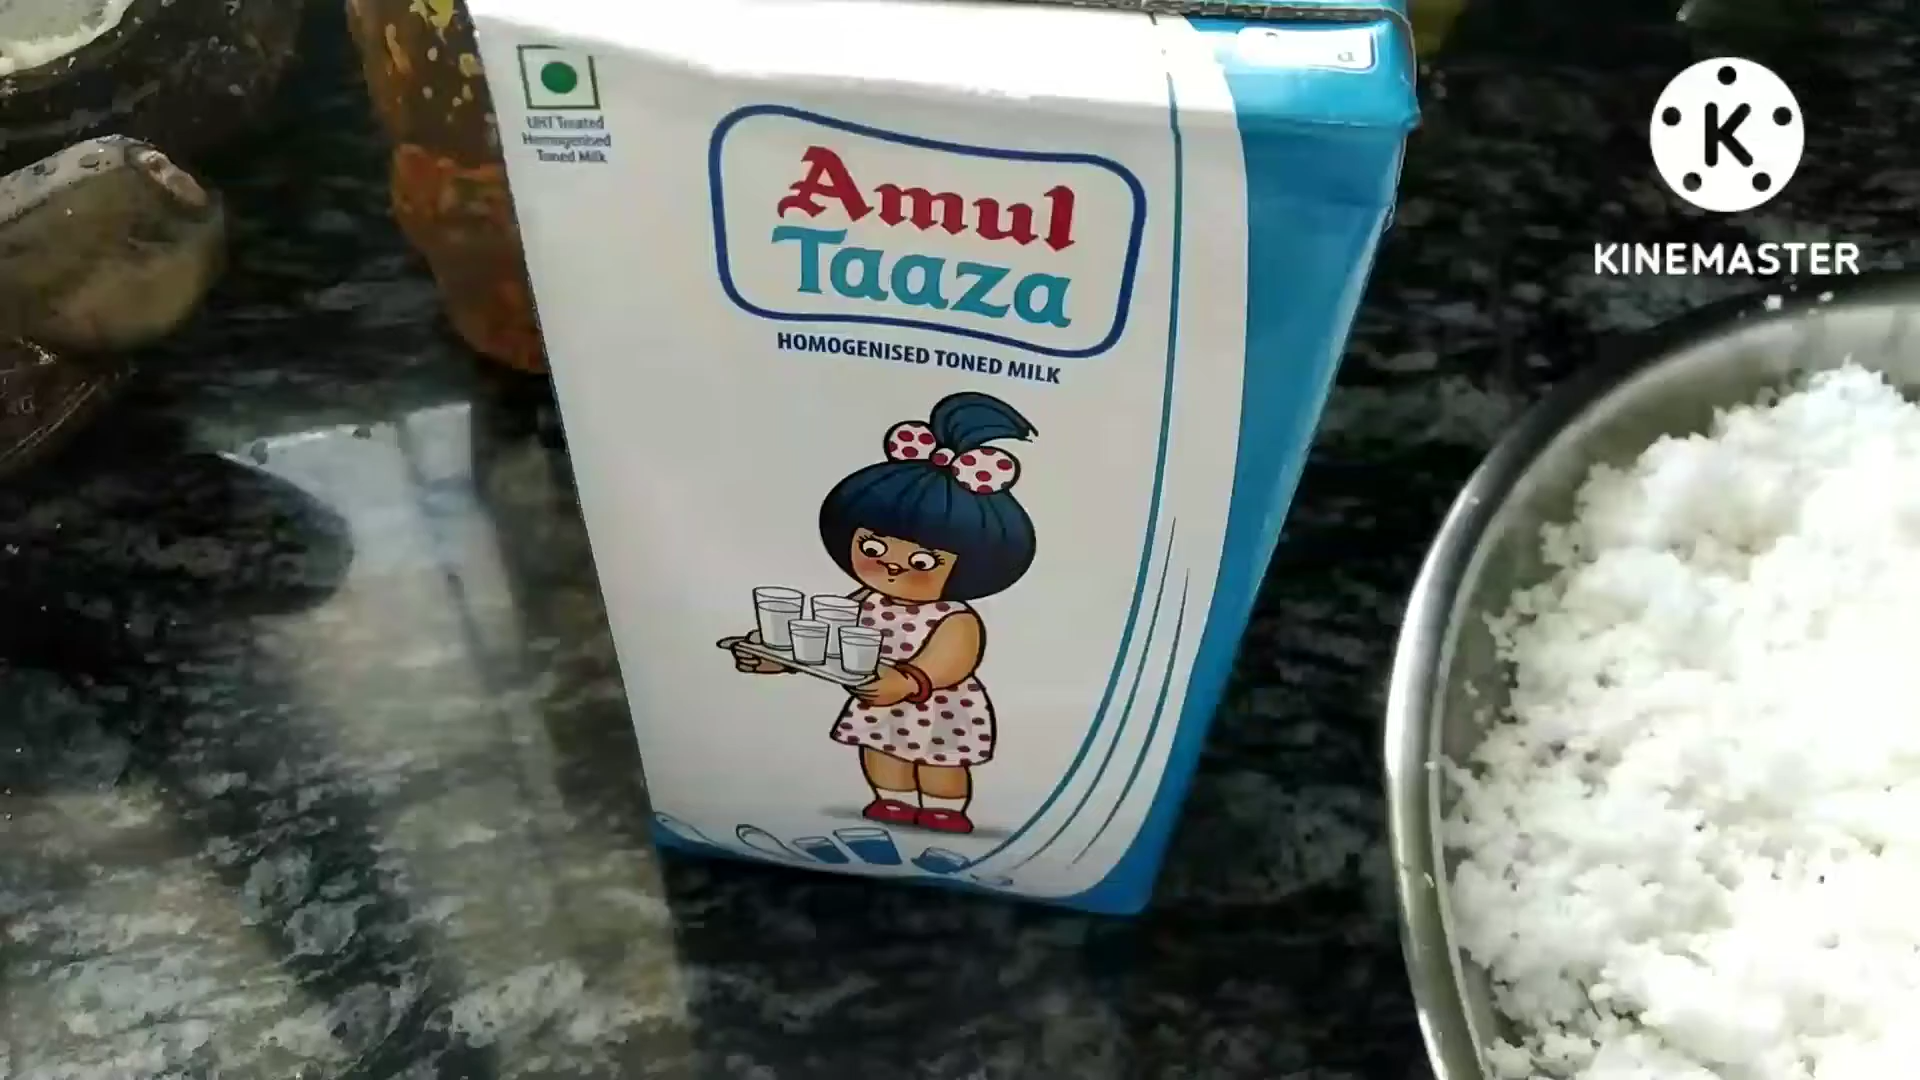 UHT Treated
Homogenised
Toned Milk
Amul
Taaza
HOMOGENISED TONED MILK
K
KINEMASTER